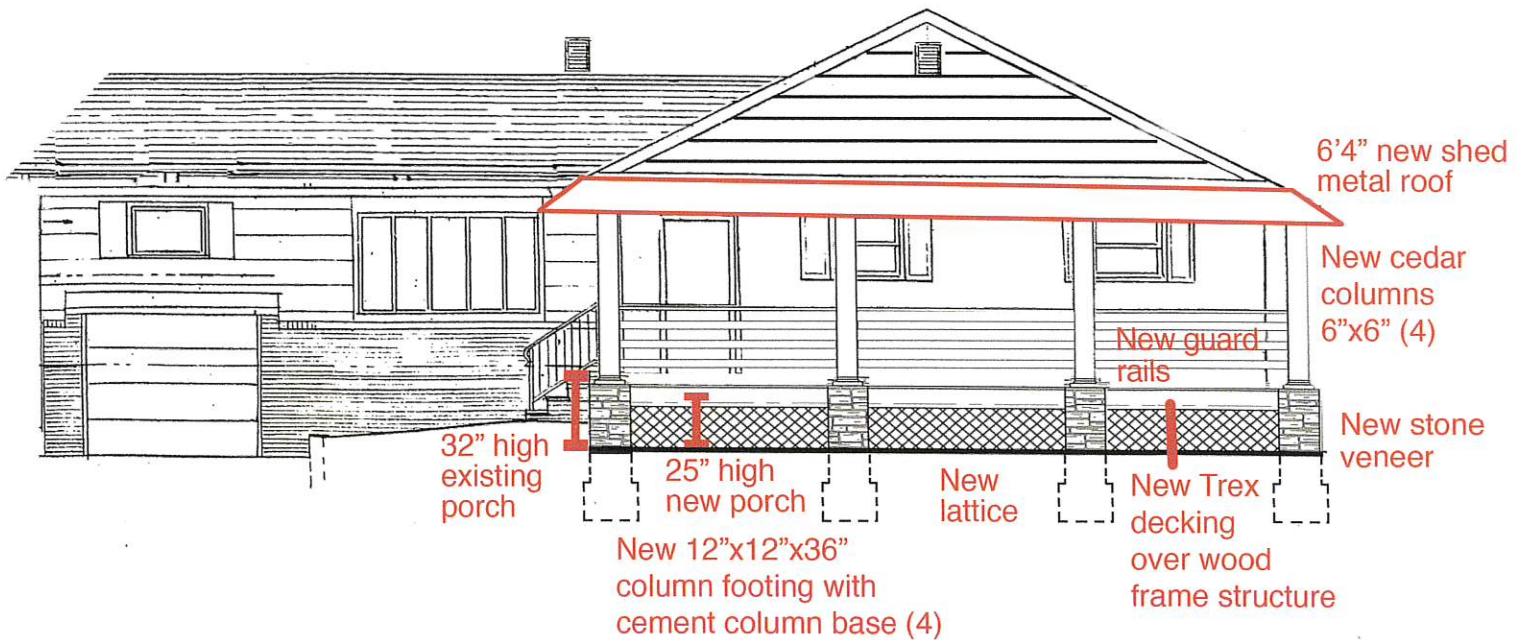 6’4” new shed
metal roof
New cedar
columns
6”x6” (4)
New guard
rails
New stone
veneer
32” high
existing
porch
25” high
new porch
New
lattice
New Trex
decking
over wood
frame structure
New 12”x12”x36”
column footing with
cement column base (4)